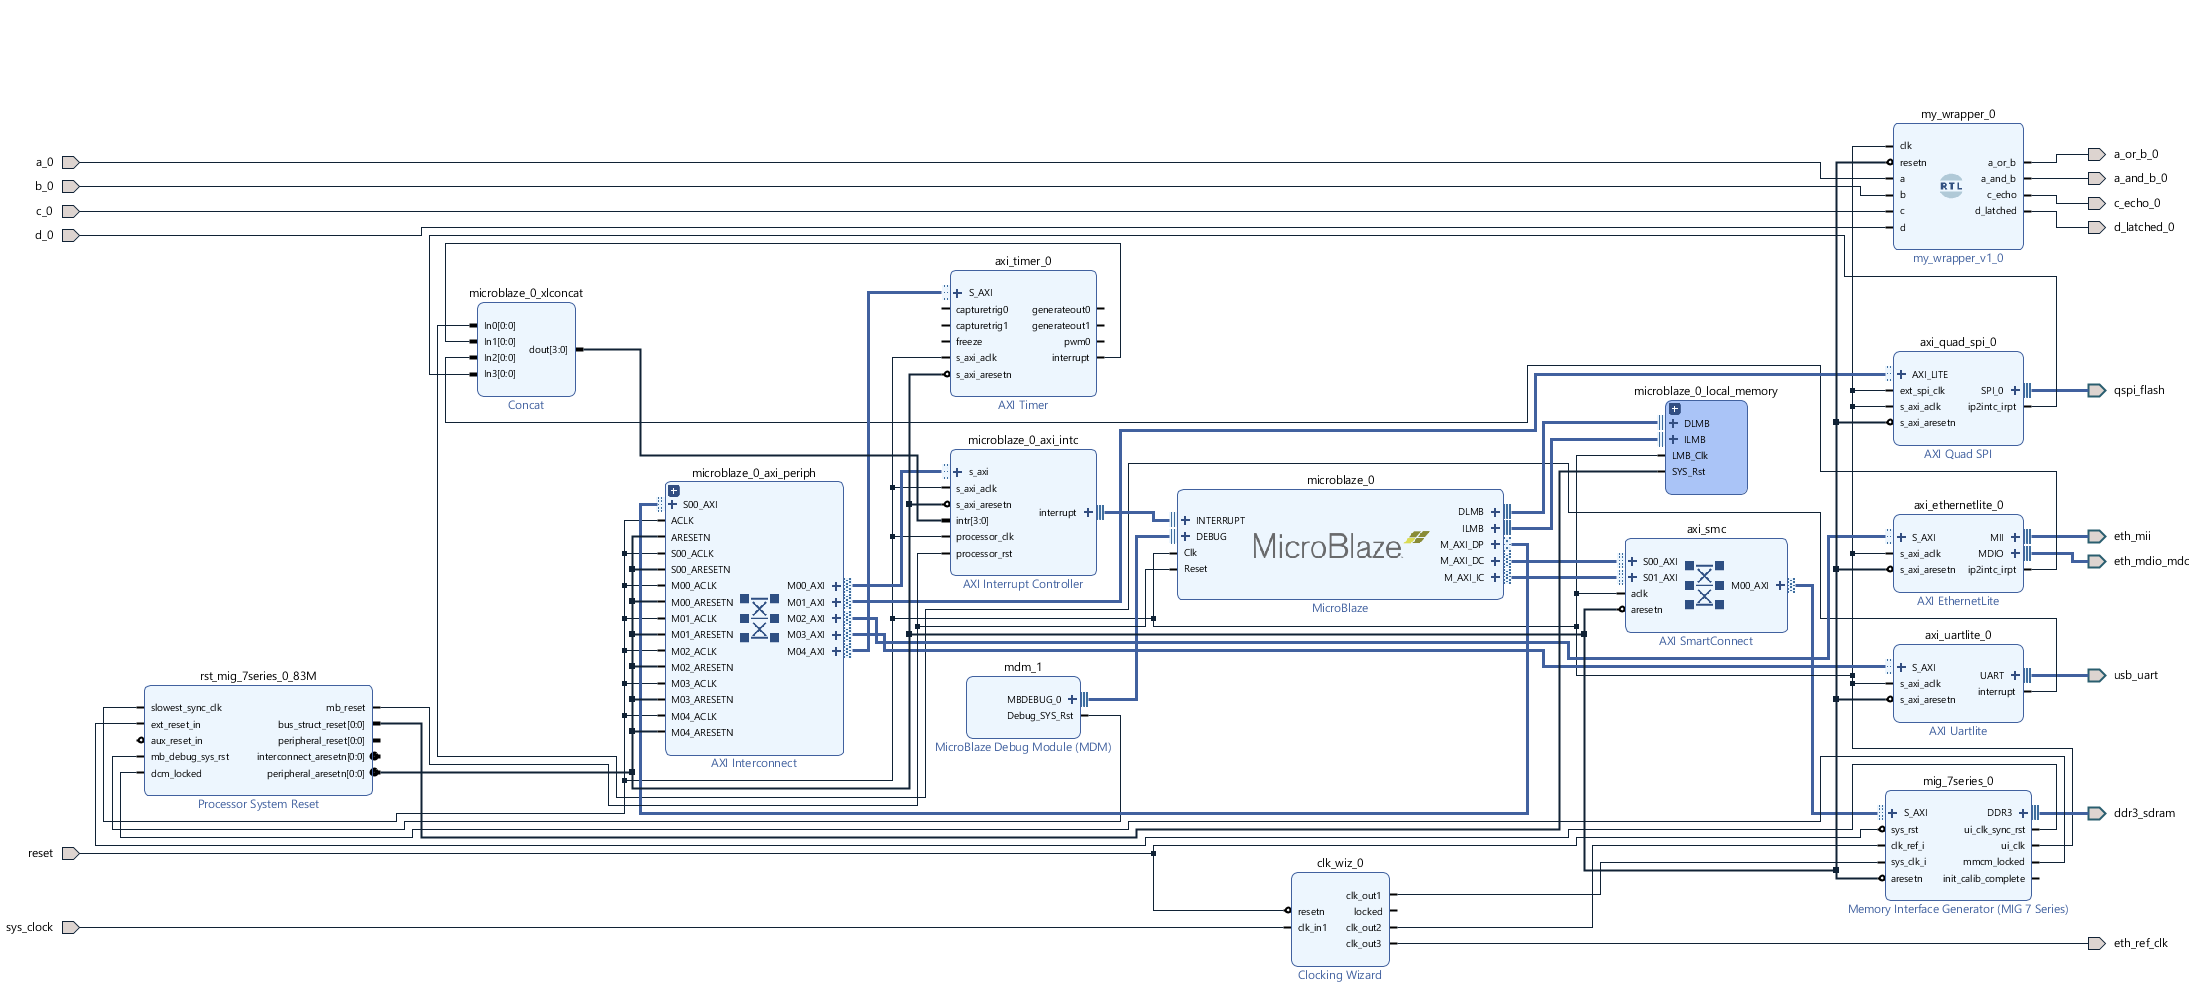 my_wrapper_0
clk
resetn
a
b
c
d
a_or_b
a_and_b
c_echo
d_latched
RTL
my_wrapper_v1_0
a_0
b_0
c_0
d_0
a_or_b_0
a_and_b_0
c_echo_0
d_latched_0
axi_timer_0
S_AXI
capturetrig0
capturetrig1
freeze
s_axi_aclk
s_axi_aresetn
generateout0
generateout1
pwm0
interrupt
AXI Timer
microblaze_0_xlconcat
In0[0:0]
In1[0:0]
In2[0:0]
In3[0:0]
dout[3:0]
Concat
axi_quad_spi_0
AXI_LITE
ext_spi_clk
s_axi_aclk
s_axi_aresetn
SPI_0
ip2intc_irpt
AXI Quad SPI
qspi_flash
microblaze_0_local_memory
DLMB
ILMB
LMB_Clk
SYS_Rst
microblaze_0_axi_intc
s_axi
s_axi_aclk
s_axi_aresetn
intr[3:0]
processor_clk
processor_rst
interrupt
AXI Interrupt Controller
microblaze_0_axi_periph
S00_AXI
ACLK
ARESETN
S00_ACLK
S00_ARESETN
M00_ACLK
M00_ARESETN
M01_ACLK
M01_ARESETN
M02_ACLK
M02_ARESETN
M03_ACLK
M03_ARESETN
M04_ACLK
M04_ARESETN
M00_AXI
M01_AXI
M02_AXI
M03_AXI
M04_AXI
AXI Interconnect
microblaze_0
INTERRUPT
DEBUG
Clk
Reset
MicroBlaze
DLMB
ILMB
M_AXI_DP
M_AXI_DC
M_AXI_IC
MicroBlaze
axi_smc
S00_AXI
S01_AXI
aclk
aresetn
M00_AXI
AXI SmartConnect
axi_ethernetlite_0
S_AXI
s_axi_aclk
s_axi_aresetn
MII
MDIO
ip2intc_irpt
AXI EthernetLite
eth_mii
eth_mdio_mdc
axi_uartlite_0
S_AXI
s_axi_aclk
s_axi_aresetn
UART
interrupt
AXI Uartlite
usb_uart
mdm_1
MBDEBUG_0
Debug_SYS_Rst
MicroBlaze Debug Module (MDM)
rst_mig_7series_0_83M
slowest_sync_clk
ext_reset_in
aux_reset_in
mb_debug_sys_rst
dcm_locked
mb_reset
bus_struct_reset[0:0]
peripheral_reset[0:0]
interconnect_aresetn[0:0]
peripheral_aresetn[0:0]
Processor System Reset
mig_7series_0
S_AXI
sys_rst
clk_ref_i
sys_clk_i
aresetn
DDR3
ui_clk_sync_rst
ui_clk
mmcm_locked
init_calib_complete
Memory Interface Generator (MIG 7 Series)
ddr3_sdram
reset
sys_clock
clk_wiz_0
resetn
clk_in1
clk_out1
locked
clk_out2
clk_out3
Clocking Wizard
eth_ref_clk